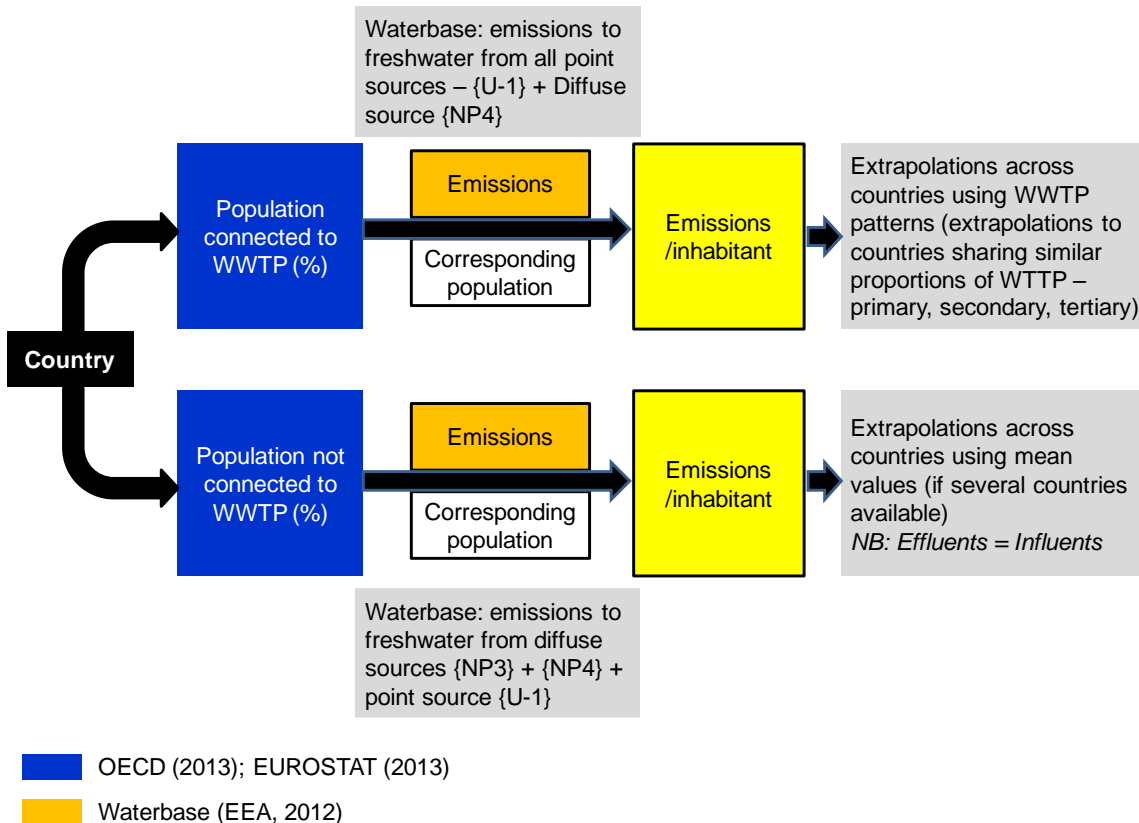 Waterbase: emissions to
freshwater from all point
sources – {U-1} + Diffuse
source {NP4}
Population
connected to
WWTP (%)
Emissions
Corresponding
population
Emissions
/inhabitant
Extrapolations across
countries using WWTP
patterns (extrapolations to
countries sharing similar
proportions of WTTP –
primary, secondary, tertiary)
Country
Population not
connected to
WWTP (%)
Emissions
Corresponding
population
Emissions
/inhabitant
Extrapolations across
countries using mean
values (if several countries
available)
NB: Effluents = Influents
Waterbase: emissions to
freshwater from diffuse
sources {NP3} + {NP4} +
point source {U-1}
OECD (2013); EUROSTAT (2013)
Waterbase (EEA, 2012)